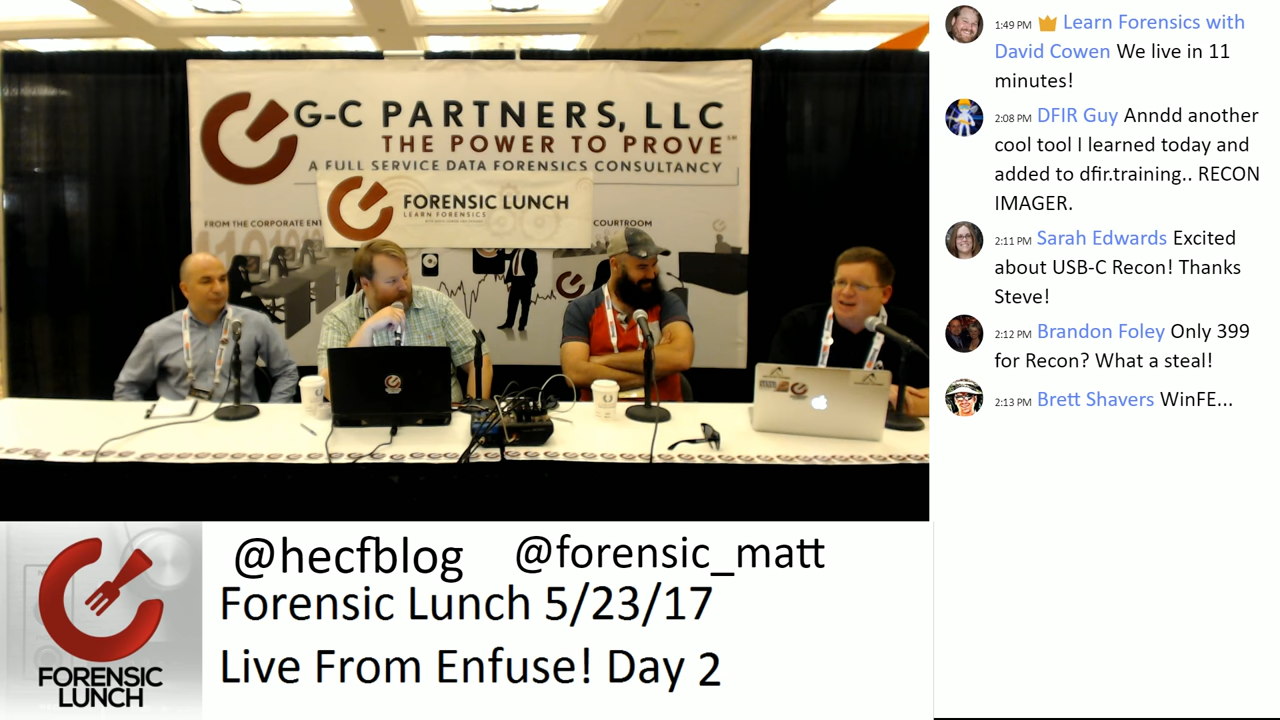 G-C PARTNERS, LLC
THE POWER TO PROVE
A FULL SERVICE DATA FORENSICS CONSULTANCY
FORENSIC LUNCH
LEARN FORENSICS
FROM THE CORPORATE ENT
COURTROOM
@hecfblog @forensic_matt
Forensic Lunch 5/23/17
Live From Enfuse! Day 2
FORENSIC
LUNCH
1:49 PM Learn Forensics with
David Cowen We live in 11
minutes!
2:08 PM DFIR Guy Anndd another
cool tool I learned today and
added to dfir.training.. RECON
IMAGER.
2:11 PM Sarah Edwards Excited
about USB-C Recon! Thanks
Steve!
2:12 PM Brandon Foley Only 399
for Recon? What a steal!
2:13 PM Brett Shavers WinFE...